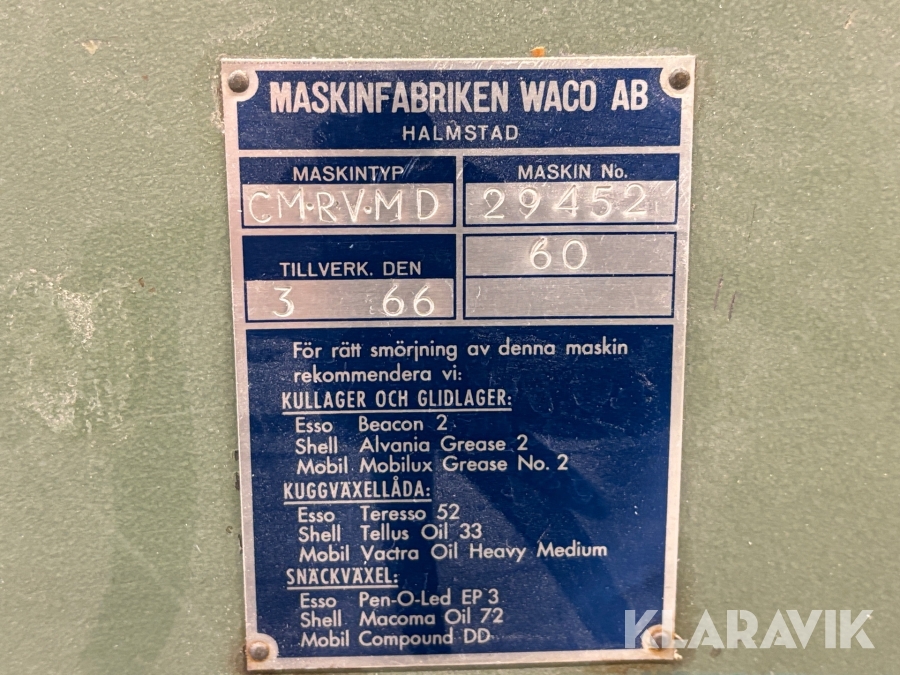 MASKINFABRIKEN WACO AB
HALMSTAD
MASKINTYP
CM·RV·MD
MASKIN No.
29452
60
TILLVERK. DEN
3 66
För rätt smörjning av denna maskin
rekommendera vi:
KULLAGER OCH GLIDLAGER:
Esso Beacon 2
Shell Alvania Grease 2
Mobil Mobilux Grease No. 2
KUGGVÄXELLÅDA:
Esso Teresso 52
Shell Tellus Oil 33
Mobil Vactra Oil Heavy Medium
SNÄCKVÄXEL:
Esso Pen-O-Led EP 3
Shell Macoma Oil 72
Mobil Compound DD
KLARAVIK